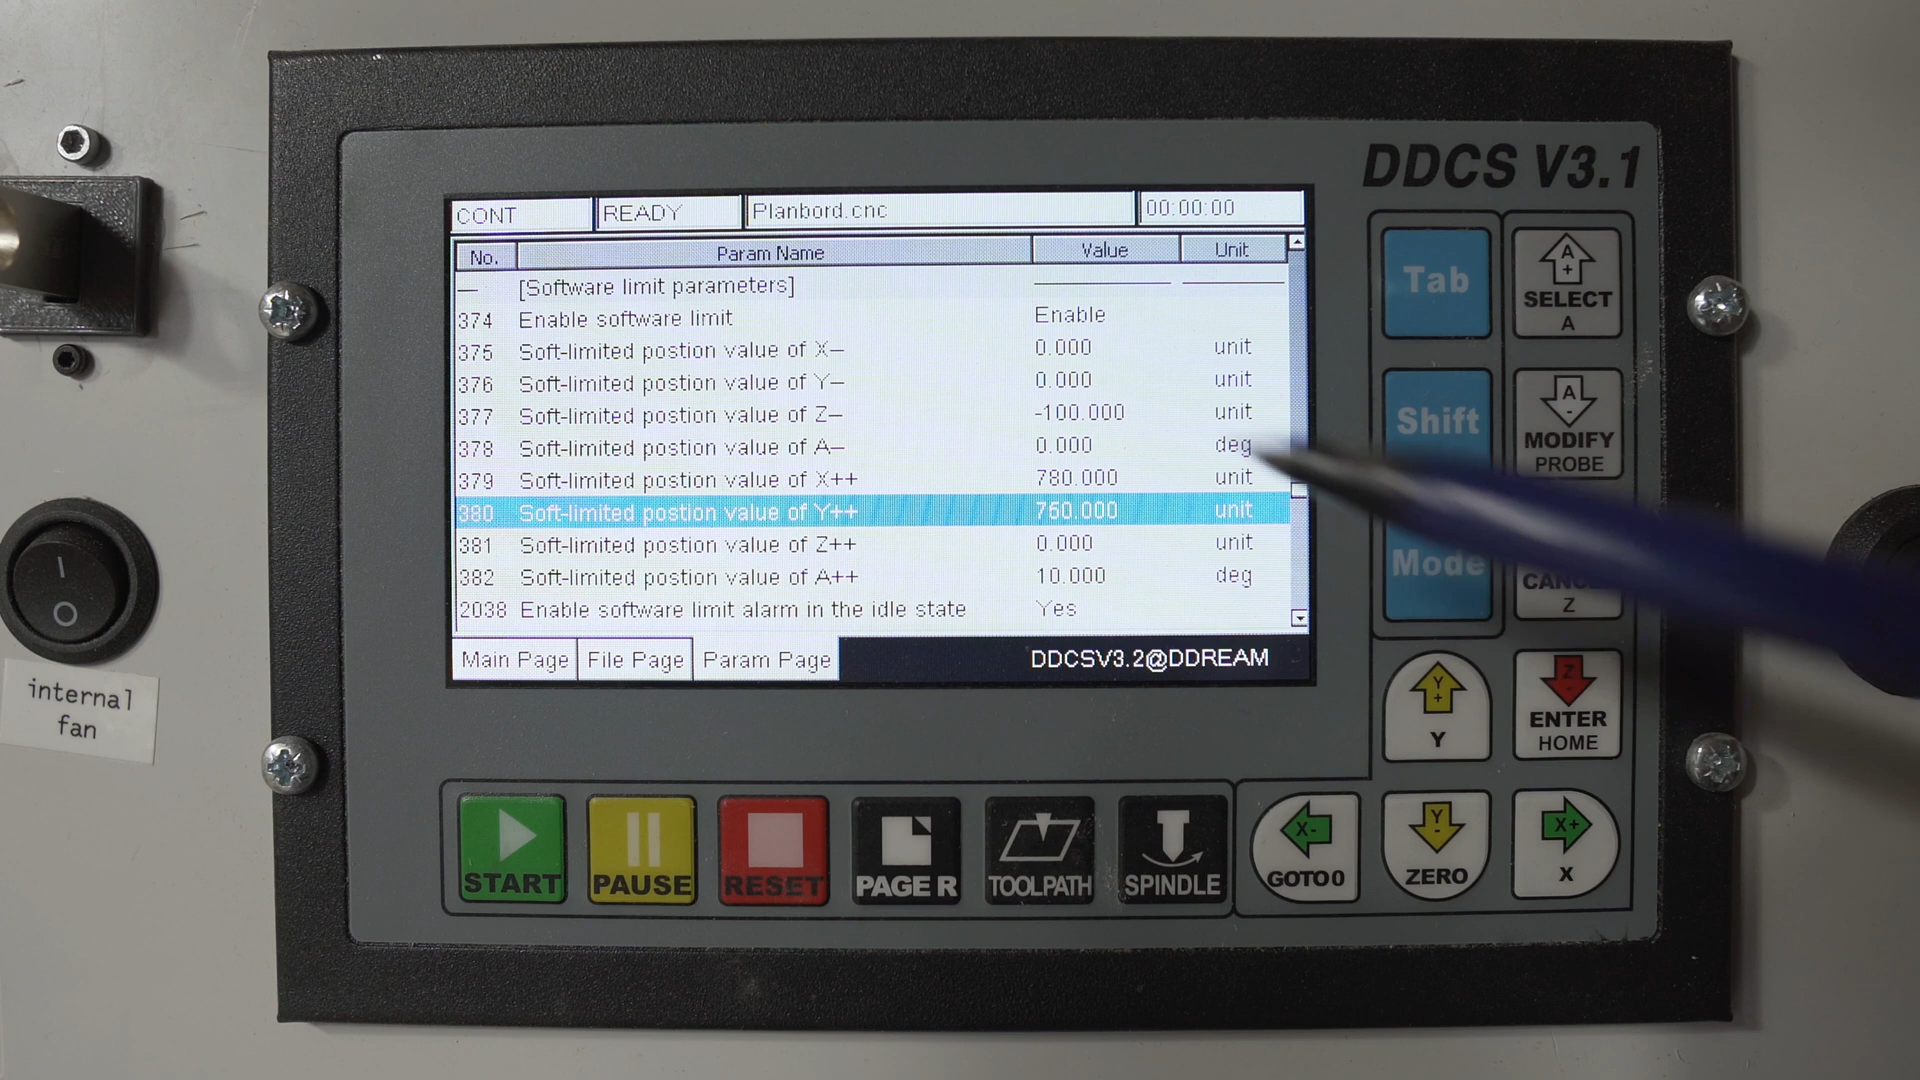 DDCS V3.1
CONT READY Planbord.cnc 00:00:00
No. Param Name Value Unit
— [Software limit parameters]
374 Enable software limit Enable
375 Soft-limited postion value of X— 0.000 unit
376 Soft-limited postion value of Y— 0.000 unit
377 Soft-limited postion value of Z— -100.000 unit
378 Soft-limited postion value of A— 0.000 deg
379 Soft-limited postion value of X++ 780.000 unit
380 Soft-limited postion value of Y++ 750.000 unit
381 Soft-limited postion value of Z++ 0.000 unit
382 Soft-limited postion value of A++ 10.000 deg
2038 Enable software limit alarm in the idle state Yes
Main Page File Page Param Page DDCSV3.2@DDREAM
Tab
A
+
SELECT
A
Shift
A
-
MODIFY
PROBE
Mode
Z
Y
+
Y
Z
-
ENTER
HOME
I
O
internal
fan
START
PAUSE
RESET
PAGE R
TOOLPATH
SPINDLE
X-
GOTO0
Y
-
ZERO
X+
X